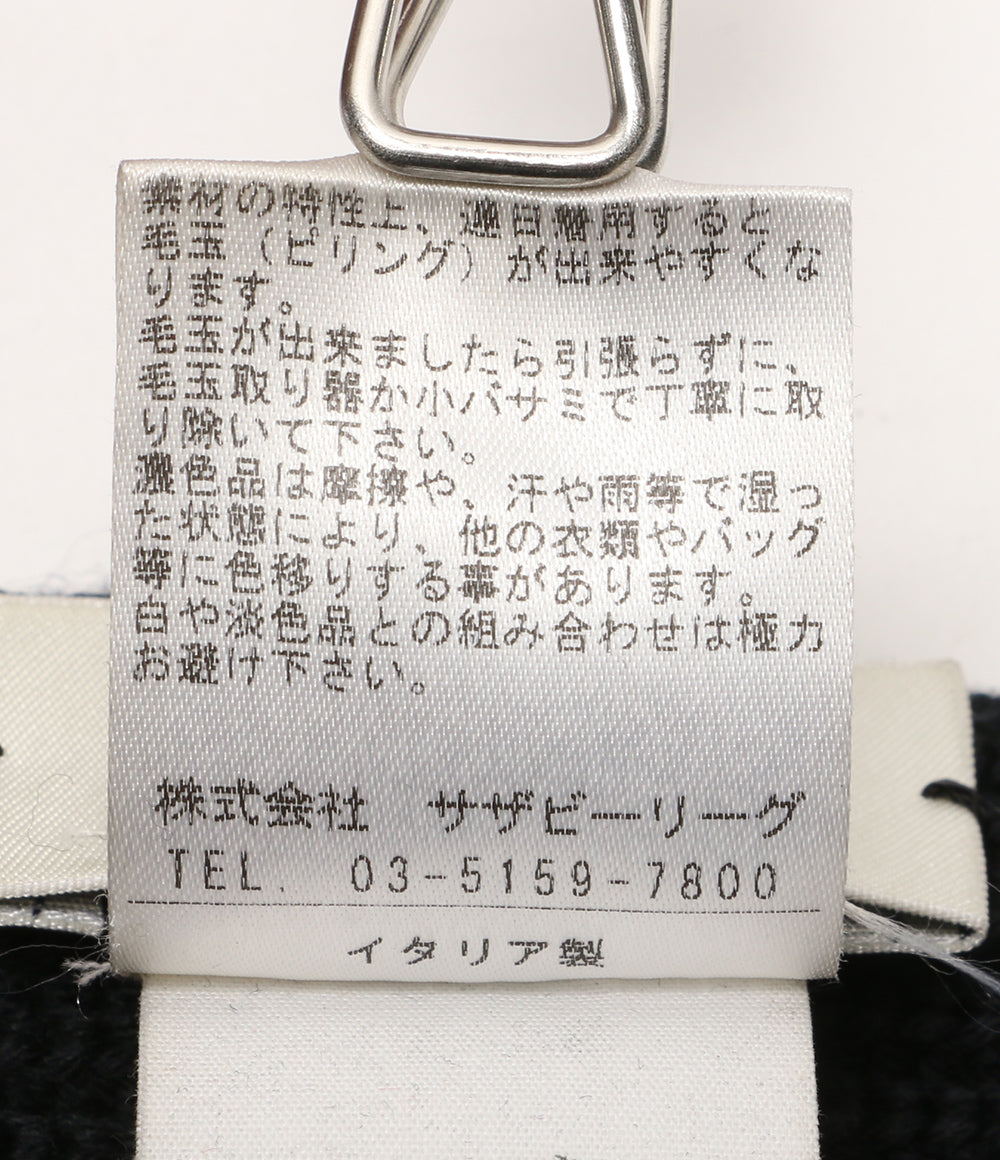 素材の特性上、連日着用すると
毛玉(ピリング)が出来やすくな
ります。
毛玉が出来ましたら引張らずに、
毛玉取り器か小バサミで丁寧に取
り除いて下さい。
濃色品は摩擦や、汗や雨等で湿っ
た状態により、他の衣類やバッグ
等に色移りする事があります。
白や淡色品との組み合わせは極力
お避け下さい。
株式会社 サザビーリーグ
TEL. 03-5159-7800
イタリア製